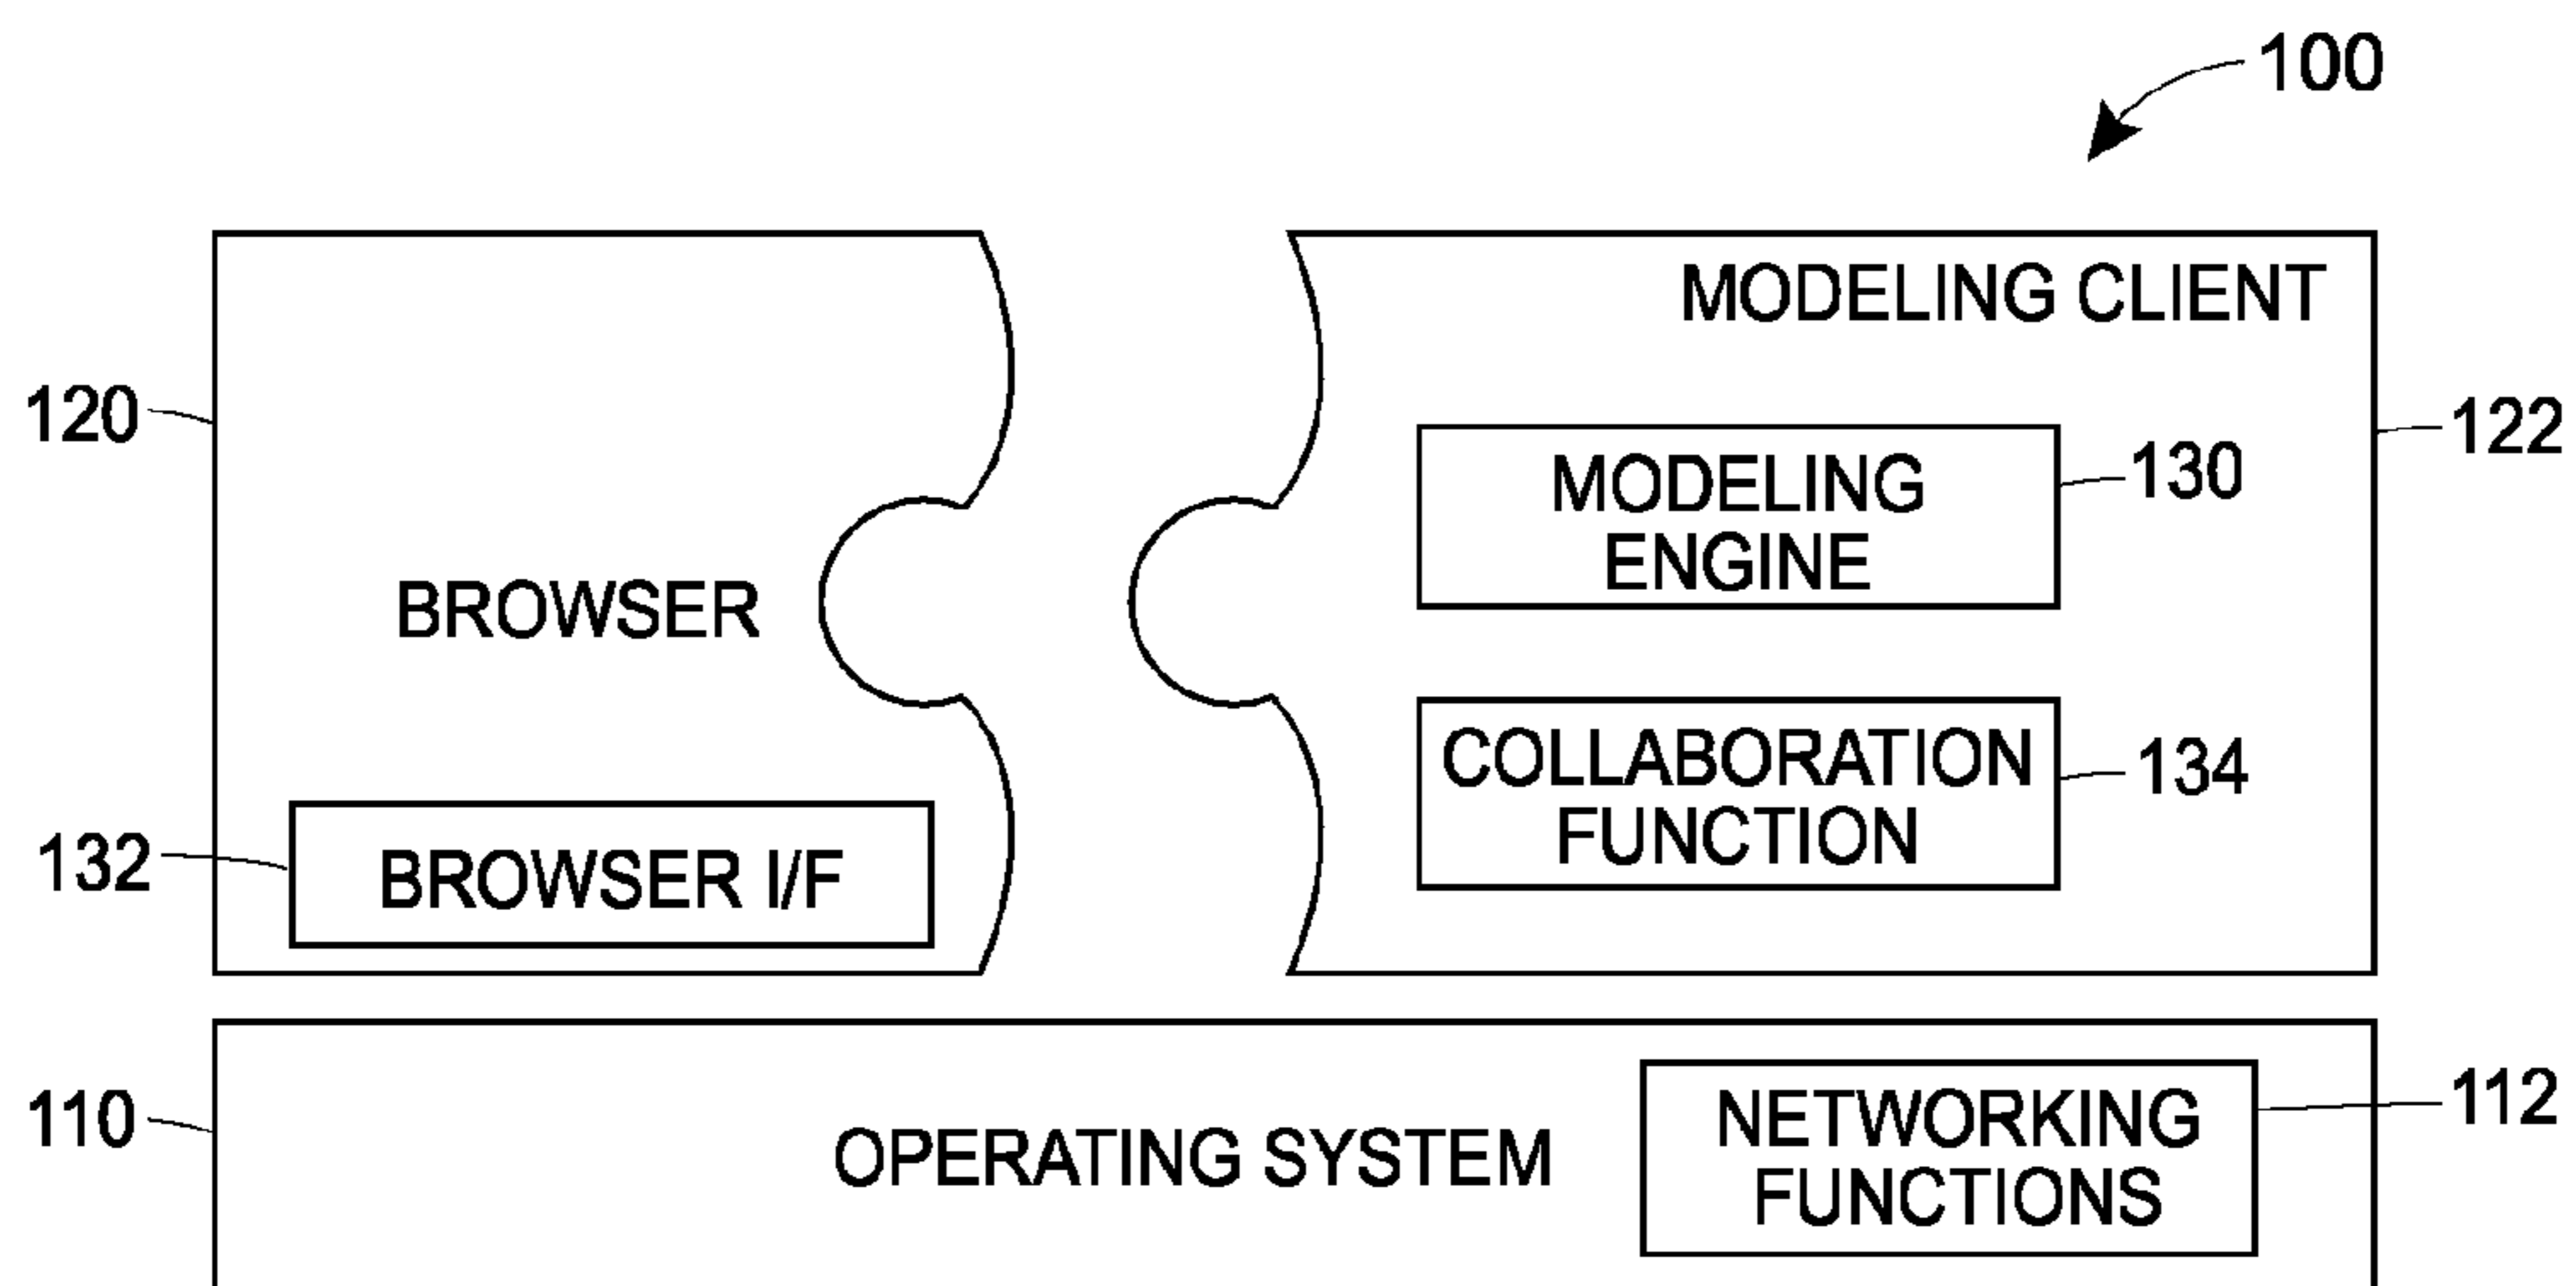 100
MODELING CLIENT
120
122
MODELING
ENGINE
130
BROWSER
COLLABORATION
FUNCTION
134
132
BROWSER I/F
110
OPERATING SYSTEM
NETWORKING
FUNCTIONS
112